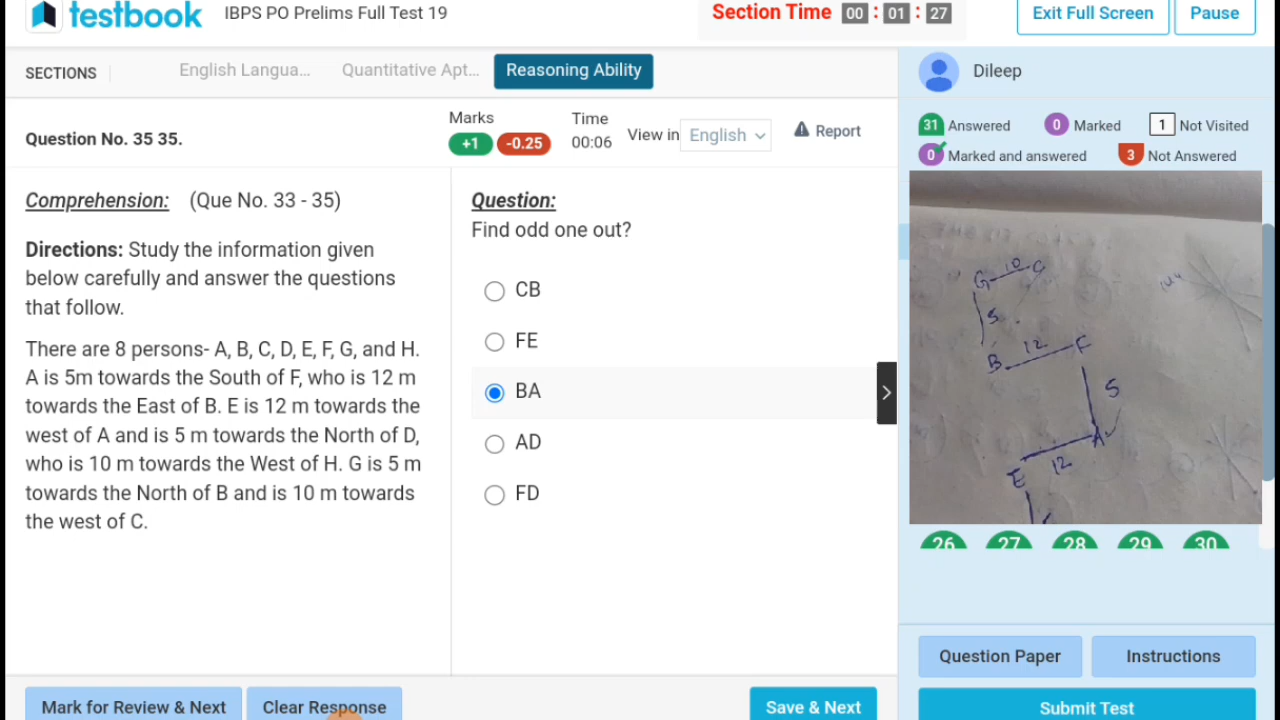 testbook
IBPS PO Prelims Full Test 19
Section Time 00 : 01 : 27
Exit Full Screen
Pause
SECTIONS
English Langua...
Quantitative Apt...
Reasoning Ability
Dileep
Question No. 35 35.
Marks
+1 -0.25
Time
00:06
View in English
Report
31 Answered
0 Marked
1 Not Visited
0 Marked and answered
3 Not Answered
Comprehension: (Que No. 33 - 35)
Directions: Study the information given
below carefully and answer the questions
that follow.
There are 8 persons- A, B, C, D, E, F, G, and H.
A is 5m towards the South of F, who is 12 m
towards the East of B. E is 12 m towards the
west of A and is 5 m towards the North of D,
who is 10 m towards the West of H. G is 5 m
towards the North of B and is 10 m towards
the west of C.
Question:
Find odd one out?
CB
FE
BA
AD
FD
G 10 C
5
B 12 F
5
A
E 12
26 27 28 29 30
Question Paper
Instructions
Mark for Review & Next
Clear Response
Save & Next
Submit Test